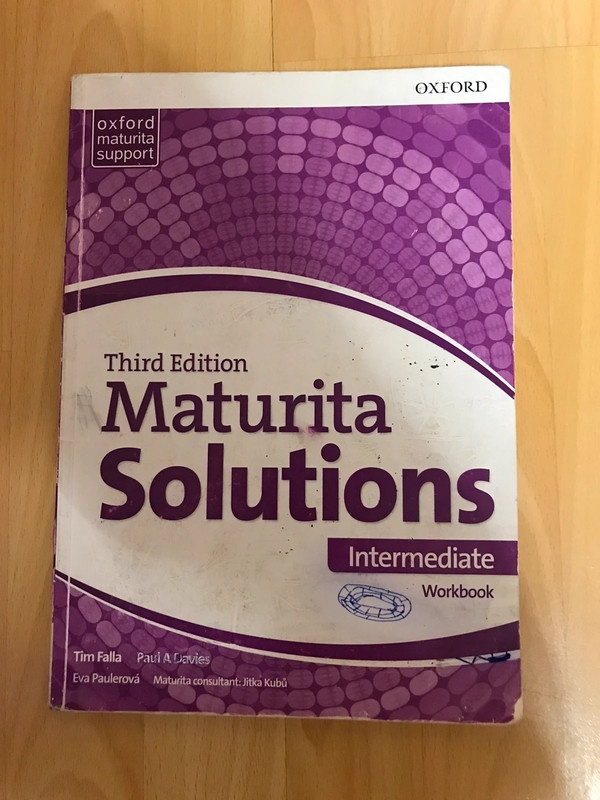 OXFORD
oxford
maturita
support
Third Edition
Maturita
Solutions
Intermediate
Workbook
Tim Falla Paul A Davies
Eva Paulerová Maturita consultant: Jitka Kubů